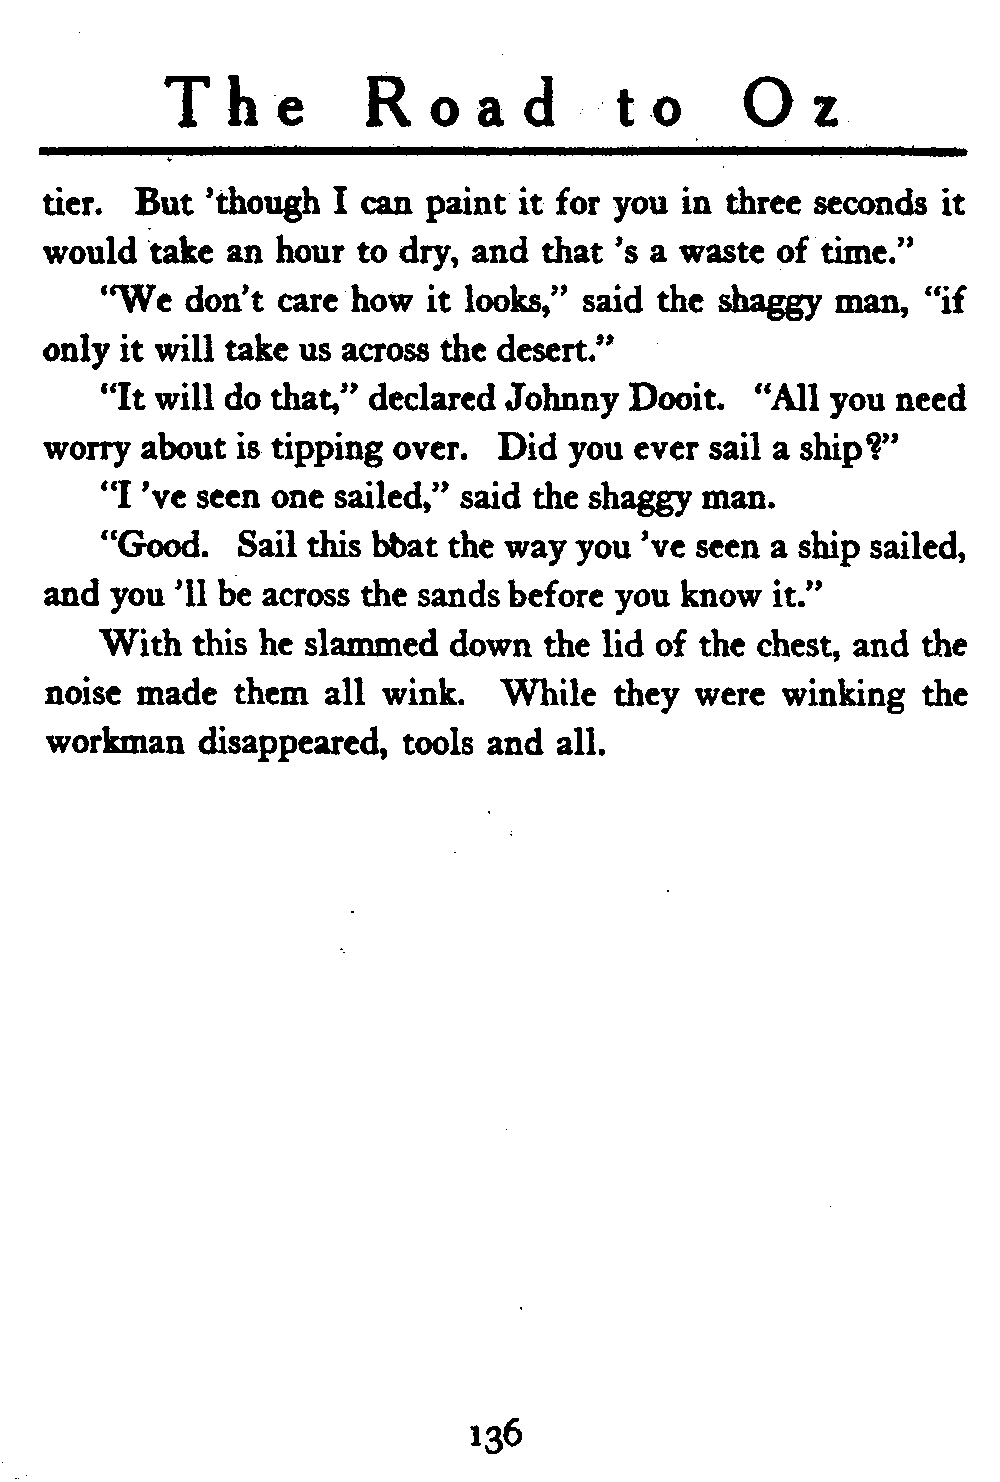 The Road to Oz
tier. But 'though I can paint it for you in three seconds it
would take an hour to dry, and that 's a waste of time."
"We don't care how it looks," said the shaggy man, "if
only it will take us across the desert."
"It will do that," declared Johnny Dooit. "All you need
worry about is tipping over. Did you ever sail a ship?"
"I 've seen one sailed," said the shaggy man.
"Good. Sail this boat the way you 've seen a ship sailed,
and you 'll be across the sands before you know it."
With this he slammed down the lid of the chest, and the
noise made them all wink. While they were winking the
workman disappeared, tools and all.
136